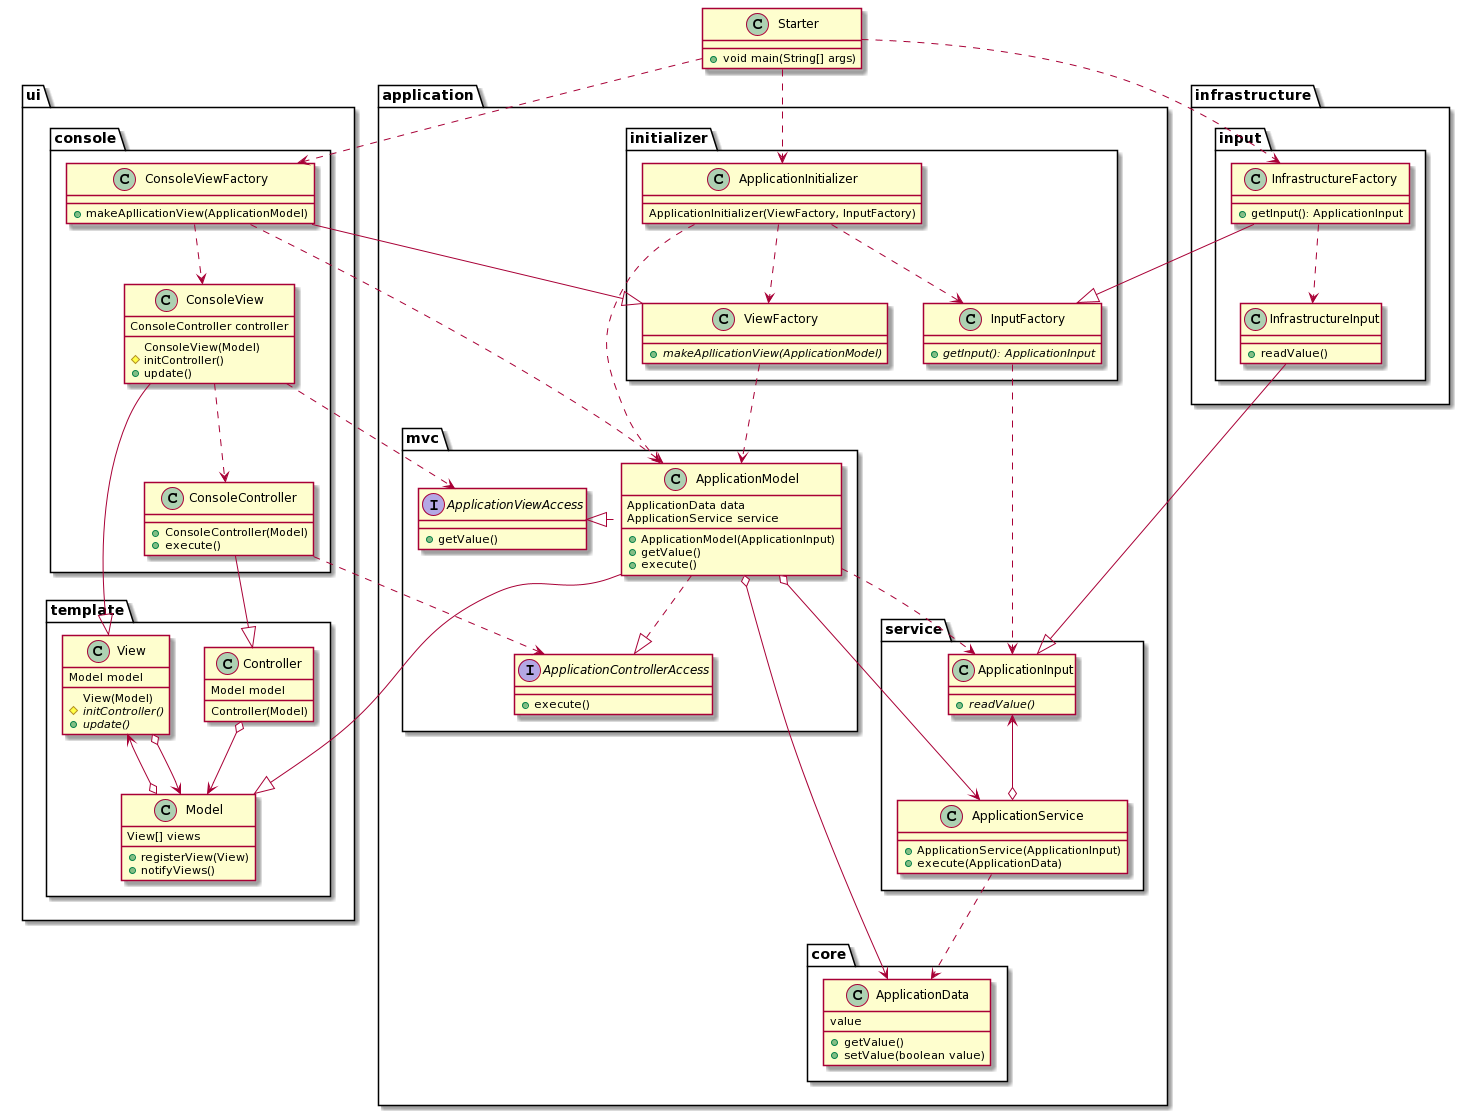 C Starter
void main(String[] args)
ui
console
C ConsoleViewFactory
makeApllicationView(ApplicationModel)
C ConsoleView
ConsoleController controller
ConsoleView(Model)
initController()
update()
C ConsoleController
ConsoleController(Model)
execute()
template
C View
Model model
View(Model)
initController()
update()
C Controller
Model model
Controller(Model)
C Model
View[] views
registerView(View)
notifyViews()
application
initializer
C ApplicationInitializer
ApplicationInitializer(ViewFactory, InputFactory)
C ViewFactory
makeApllicationView(ApplicationModel)
C InputFactory
getInput(): ApplicationInput
mvc
C ApplicationModel
ApplicationData data
ApplicationService service
ApplicationModel(ApplicationInput)
getValue()
execute()
I ApplicationViewAccess
getValue()
I ApplicationControllerAccess
execute()
service
C ApplicationInput
readValue()
C ApplicationService
ApplicationService(ApplicationInput)
execute(ApplicationData)
core
C ApplicationData
value
getValue()
setValue(boolean value)
infrastructure
input
C InfrastructureFactory
getInput(): ApplicationInput
C InfrastructureInput
readValue()